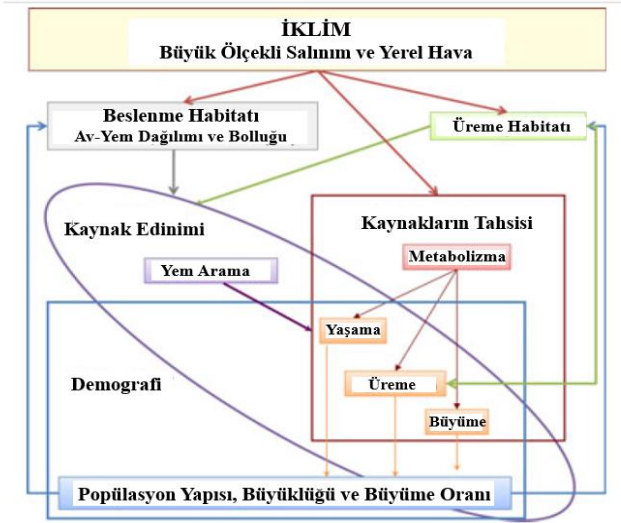 İKLİM
Büyük Ölçekli Salınım ve Yerel Hava
Beslenme Habitatı
Av-Yem Dağılımı ve Bolluğu
Üreme Habitatı
Kaynak Edinimi
Kaynakların Tahsisi
Metabolizma
Yem Arama
Yaşama
Demografi
Üreme
Büyüme
Popülasyon Yapısı, Büyüklüğü ve Büyüme Oranı